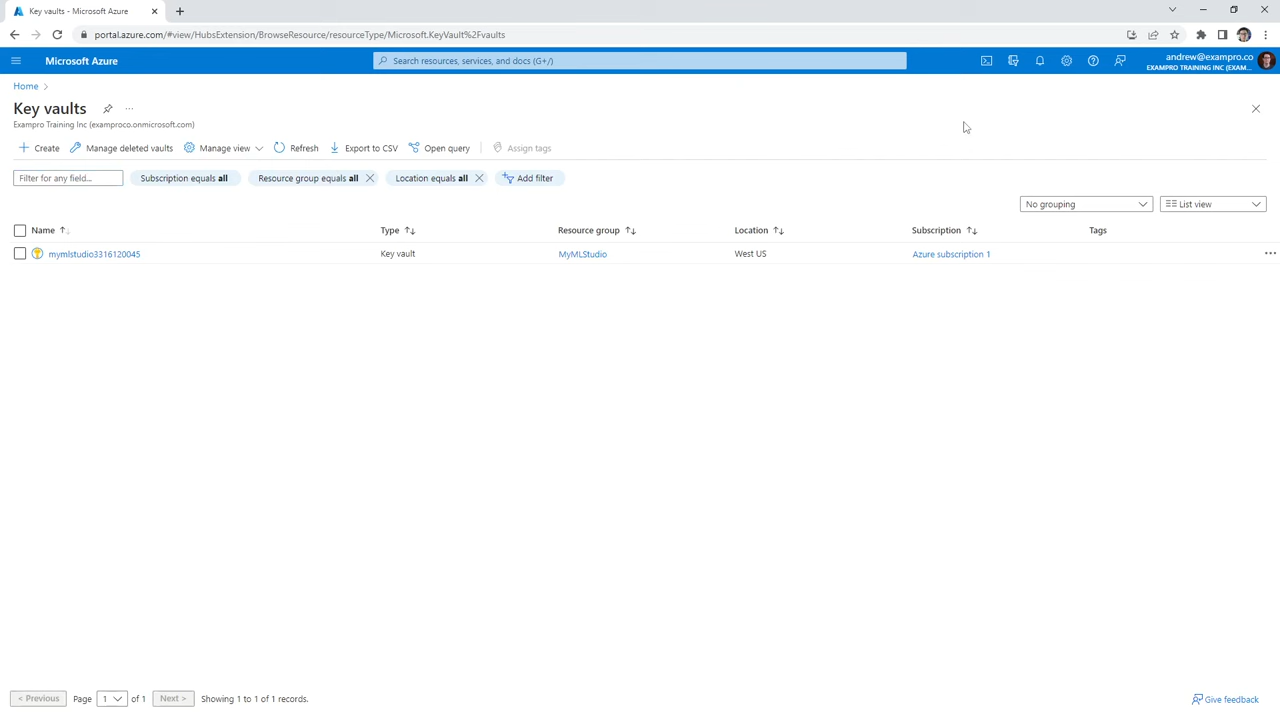 Key vaults - Microsoft Azure
portal.azure.com/#view/HubsExtension/BrowseResource/resourceType/Microsoft.KeyVault%2Fvaults
Microsoft Azure
Search resources, services, and docs (G+/)
andrew@exampro.co
EXAMPRO TRAINING INC (EXAM...
Home
Key vaults
Exampro Training Inc (examproco.onmicrosoft.com)
Create Manage deleted vaults Manage view Refresh Export to CSV Open query Assign tags
Filter for any field... Subscription equals all Resource group equals all Location equals all Add filter
No grouping List view
Name Type Resource group Location Subscription Tags
mymlstudio3316120045 Key vault MyMLStudio West US Azure subscription 1
< Previous Page 1 of 1 Next > Showing 1 to 1 of 1 records. Give feedback